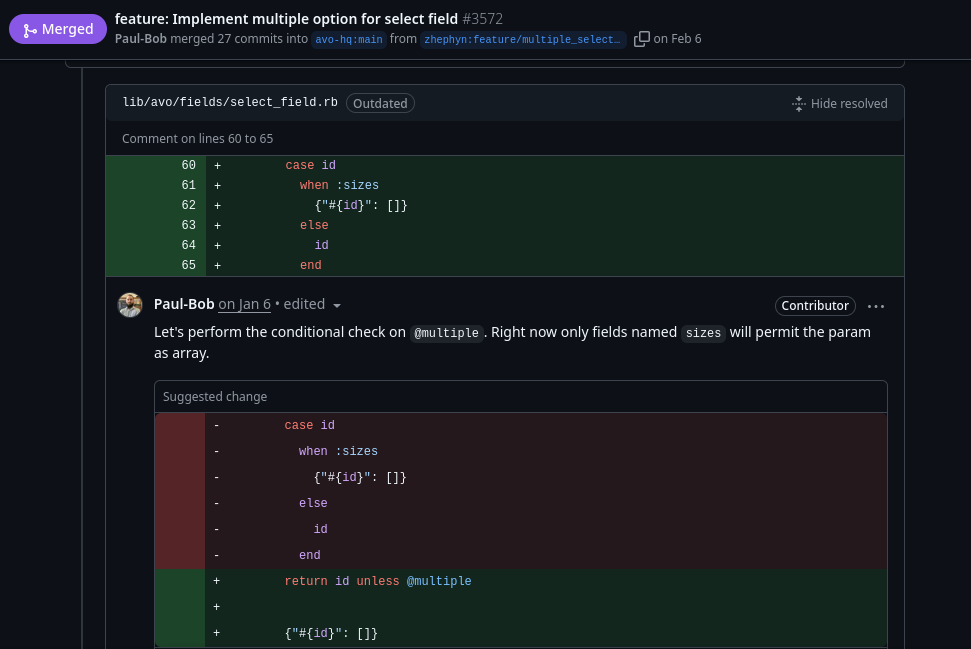 Merged
feature: Implement multiple option for select field #3572
Paul-Bob merged 27 commits into avo-hq:main from zhephyn:feature/multiple_select… on Feb 6
lib/avo/fields/select_field.rb Outdated Hide resolved
Comment on lines 60 to 65
60 + case id
61 + when :sizes
62 + {"#{id}": []}
63 + else
64 + id
65 + end
Paul-Bob on Jan 6 • edited Contributor ...
Let's perform the conditional check on @multiple. Right now only fields named sizes will permit the param
as array.
Suggested change
- case id
- when :sizes
- {"#{id}": []}
- else
- id
- end
+ return id unless @multiple
+
+ {"#{id}": []}